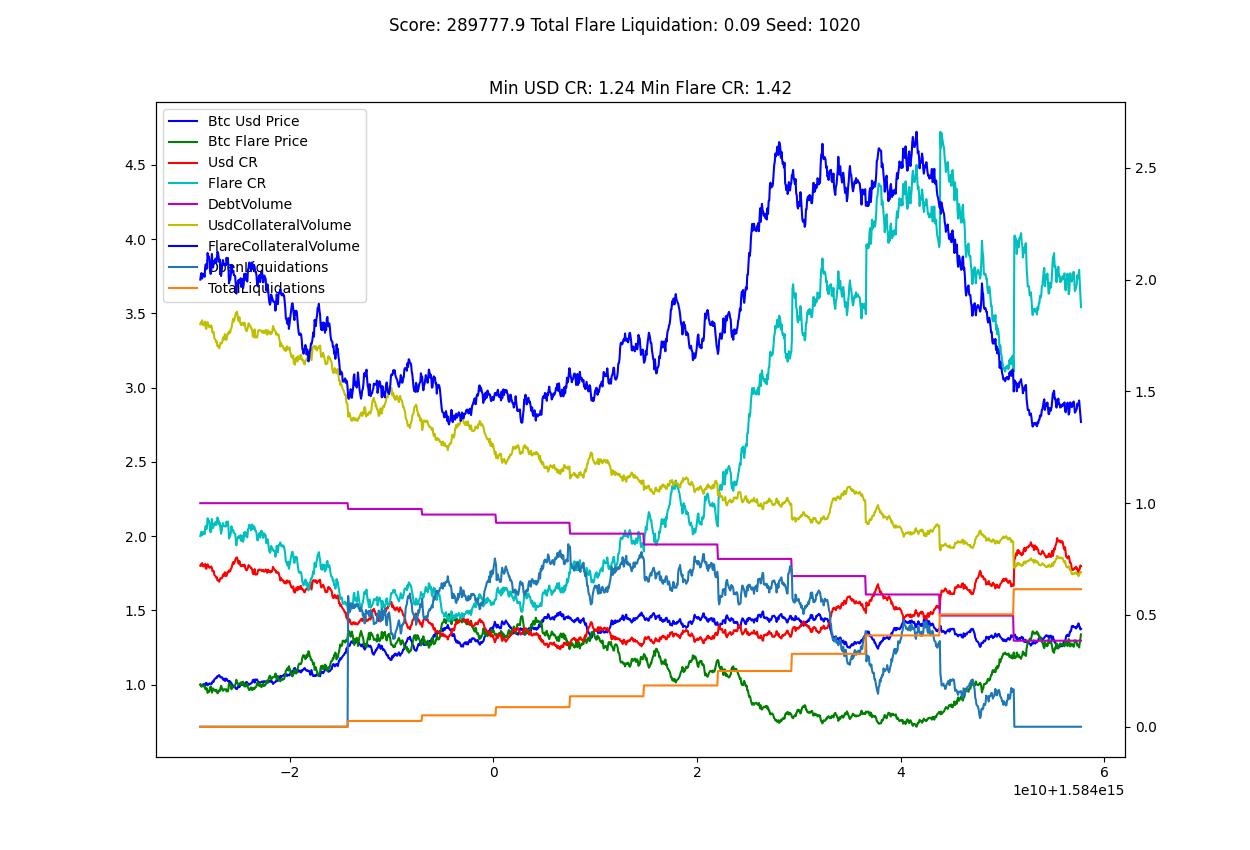 Score: 289777.9 Total Flare Liquidation: 0.09 Seed: 1020
Min USD CR: 1.24 Min Flare CR: 1.42
Btc Usd Price
Btc Flare Price
Usd CR
Flare CR
DebtVolume
UsdCollateralVolume
FlareCollateralVolume
OpenLiquidations
TotalLiquidations
4.5
4.0
3.5
3.0
2.5
2.0
1.5
1.0
2.5
2.0
1.5
1.0
0.5
0.0
−2
0
2
4
6
1e10+1.584e15